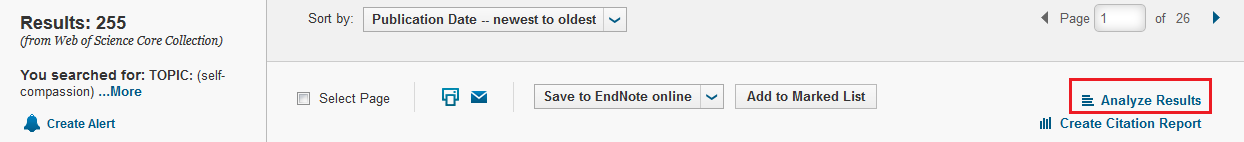 Results: 255
(from Web of Science Core Collection)
You searched for: TOPIC: (self-
compassion) ...More
Create Alert
Sort by: Publication Date -- newest to oldest
Page 1 of 26
Select Page
Save to EndNote online
Add to Marked List
Analyze Results
Create Citation Report